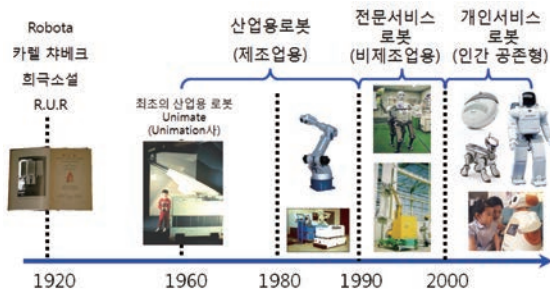 Robota
카렐 챠베크
희극소설
R.U.R
산업용로봇
(제조업용)
전문서비스
로봇
(비제조업용)
개인서비스
로봇
(인간 공존형)
최초의 산업용 로봇
Unimate
(Unimation사)
1920
1960
1980
1990
2000